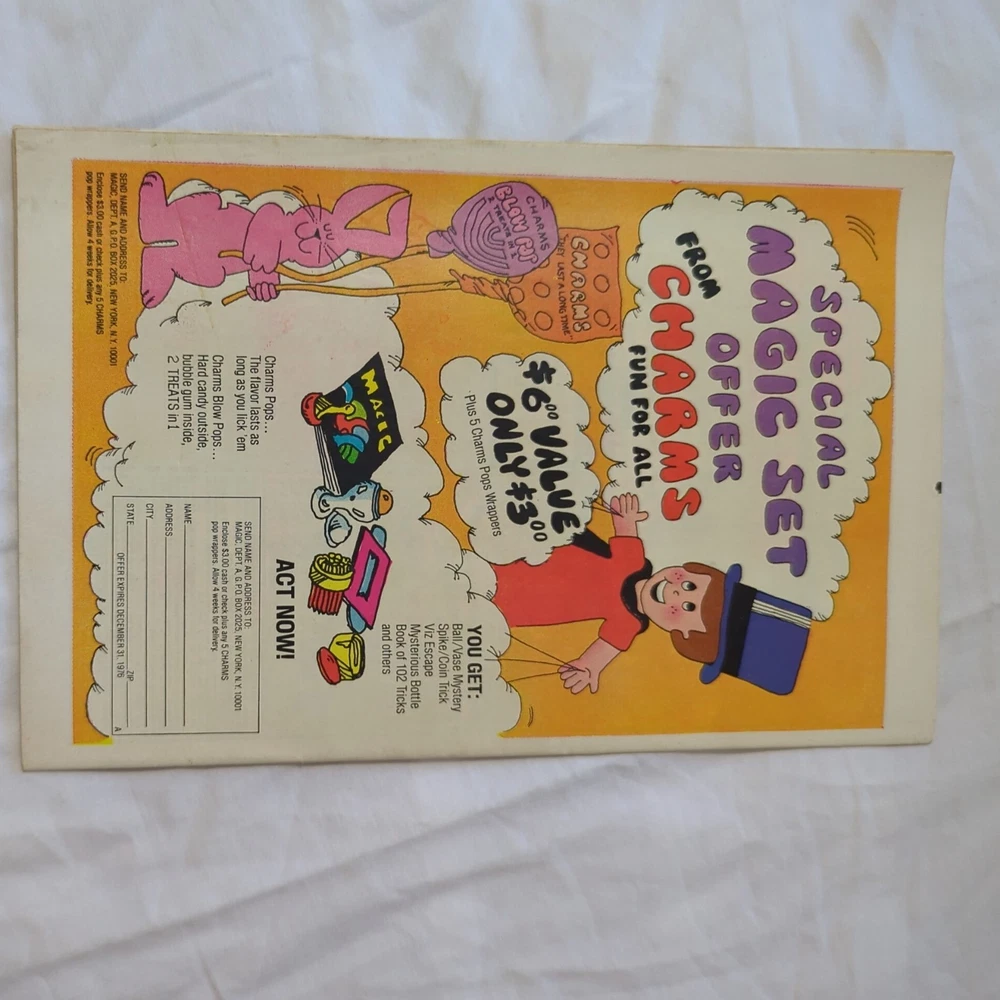 SPECIAL
MAGIC SET
OFFER
FROM
CHARMS
FUN FOR ALL
CHARMS
THEY LAST A LONG TIME"
CHARMS
BLOW POP
2 TREATS IN 1
$6.00 VALUE
ONLY $3.00
Plus 5 Charms Pops Wrappers
YOU GET:
Ball/Vase Mystery
Spike/Coin Trick
Viz Escape
Mysterious Bottle
Book of 102 Tricks
and others
MAGIC
Charms Pops...
The flavor lasts as
long as you lick 'em
Charms Blow Pops...
Hard candy outside,
bubble gum inside,
2 TREATS in 1
ACT NOW!
SEND NAME AND ADDRESS TO:
MAGIC, DEPT. A, G.P.O. BOX 2025, NEW YORK, N.Y. 10001
Enclose $3.00 cash or check plus any 5 CHARMS
pop wrappers. Allow 4 weeks for delivery.
NAME
ADDRESS
CITY
STATE ZIP
OFFER EXPIRES DECEMBER 31, 1976 A
SEND NAME AND ADDRESS TO:
MAGIC, DEPT. A, G.P.O. BOX 2025, NEW YORK, N.Y. 10001
Enclose $3.00 cash or check plus any 5 CHARMS
pop wrappers. Allow 4 weeks for delivery.